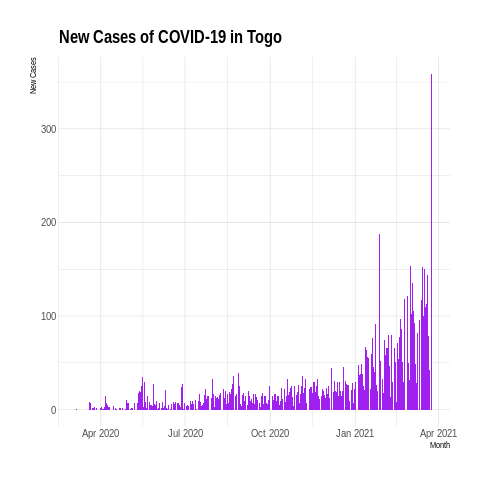 New Cases of COVID-19 in Togo
New Cases
300
200
100
0
Apr 2020
Jul 2020
Oct 2020
Jan 2021
Apr 2021
Month